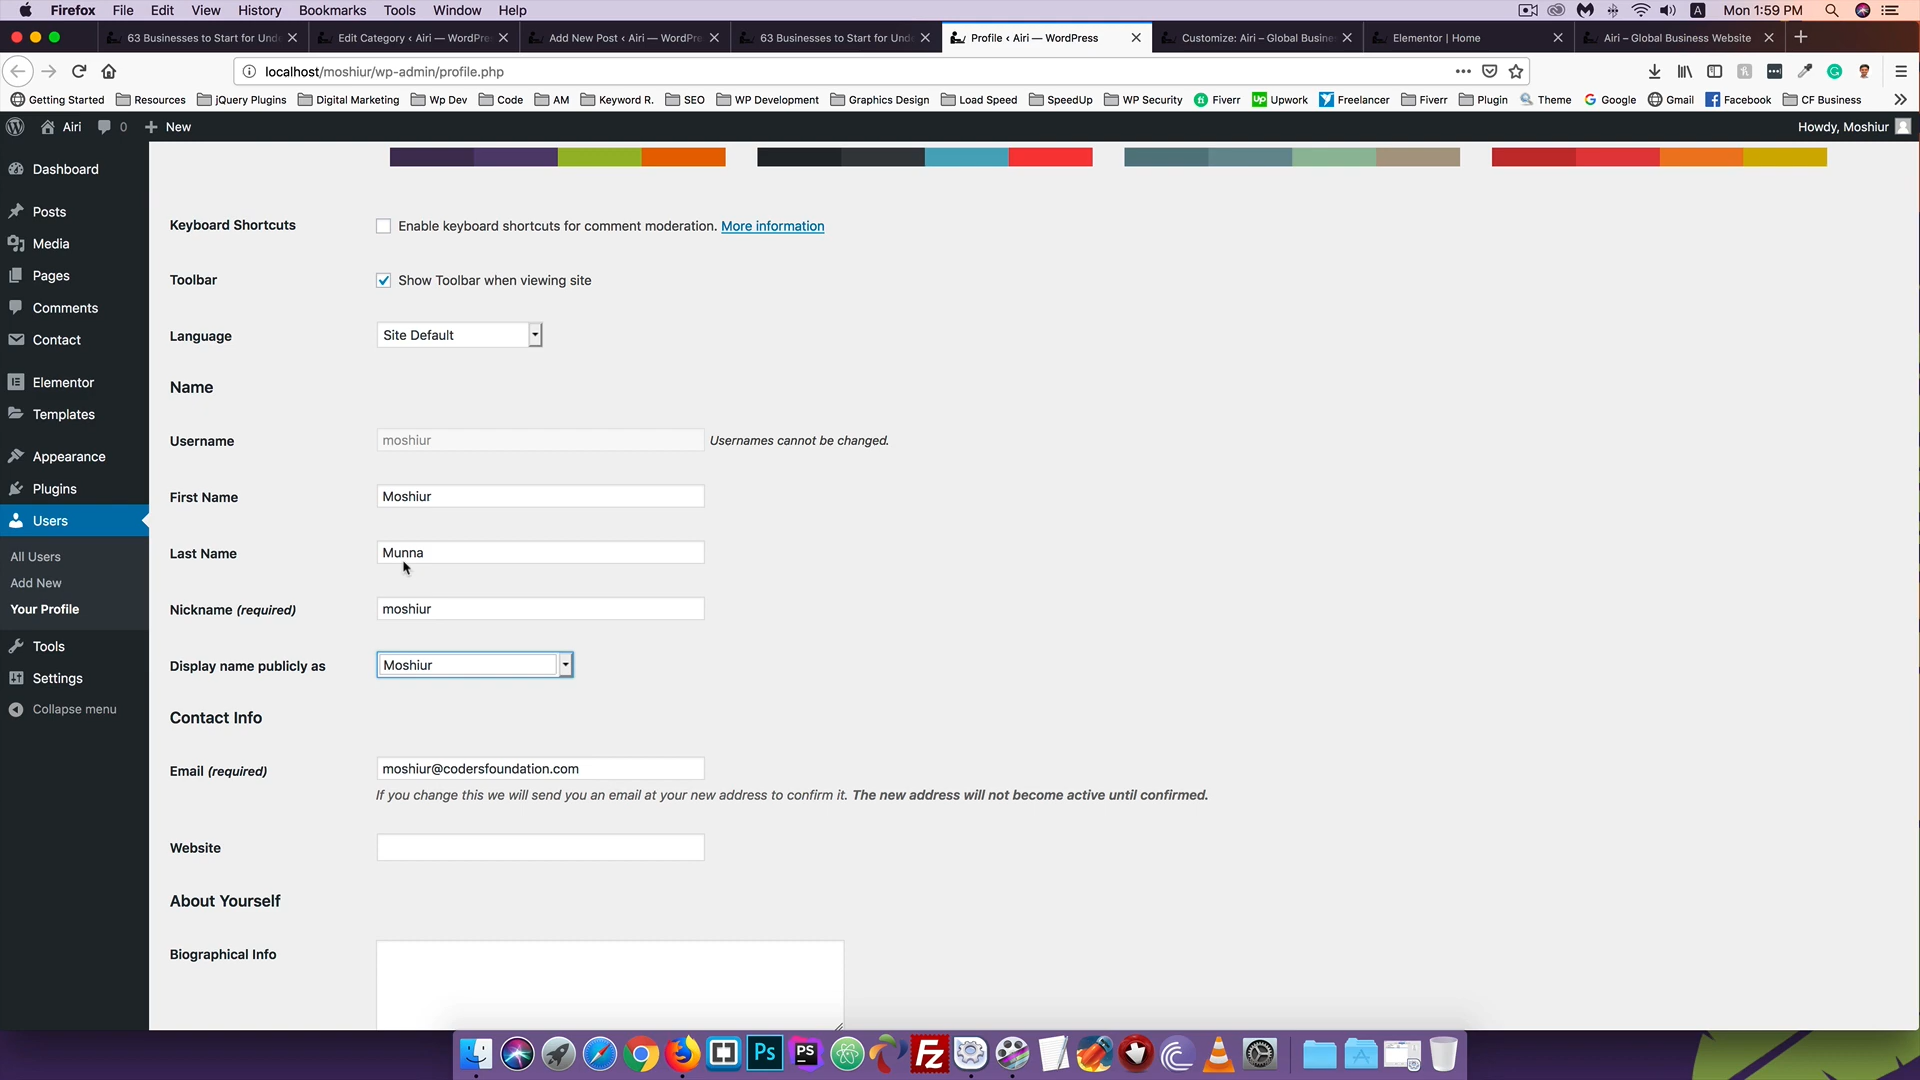 Firefox File Edit View History Bookmarks Tools Window Help A Mon 1:59 PM
63 Businesses to Start for Und
Edit Category ‹ Airi — WordPre
Add New Post ‹ Airi — WordPre
63 Businesses to Start for Und
Profile ‹ Airi — WordPress
Customize: Airi – Global Busine
Elementor | Home
Airi – Global Business Website
localhost/moshiur/wp-admin/profile.php
Getting Started Resources jQuery Plugins Digital Marketing Wp Dev Code AM Keyword R. SEO WP Development Graphics Design Load Speed SpeedUp WP Security Fiverr Upwork Freelancer Fiverr Plugin Theme Google Gmail Facebook CF Business
Airi 0 New Howdy, Moshiur
Dashboard
Posts
Media
Pages
Comments
Contact
Elementor
Templates
Appearance
Plugins
Users
All Users
Add New
Your Profile
Tools
Settings
Collapse menu
Keyboard Shortcuts Enable keyboard shortcuts for comment moderation. More information
Toolbar Show Toolbar when viewing site
Language Site Default
Name
Username moshiur Usernames cannot be changed.
First Name Moshiur
Last Name Munna
Nickname (required) moshiur
Display name publicly as Moshiur
Contact Info
Email (required) moshiur@codersfoundation.com
If you change this we will send you an email at your new address to confirm it. The new address will not become active until confirmed.
Website
About Yourself
Biographical Info
Ps PS FZ